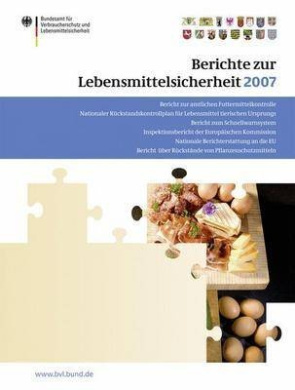 Bundesamt für
Verbraucherschutz und
Lebensmittelsicherheit
Berichte zur
Lebensmittelsicherheit 2007
Bericht zur amtlichen Futtermittelkontrolle
Nationaler Rückstandskontrollplan für Lebensmittel tierischen Ursprungs
Bericht zum Schnellwarnsystem
Inspektionsbericht der Europäischen Kommission
Nationale Berichterstattung an die EU
Bericht über Rückstände von Pflanzenschutzmitteln
www.bvl.bund.de